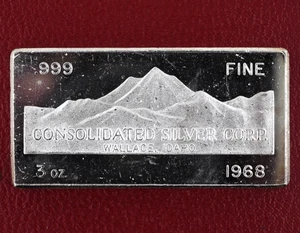 .999 FINE
CONSOLIDATED SILVER CORP.
WALLACE, IDAHO
3 OZ. 1968